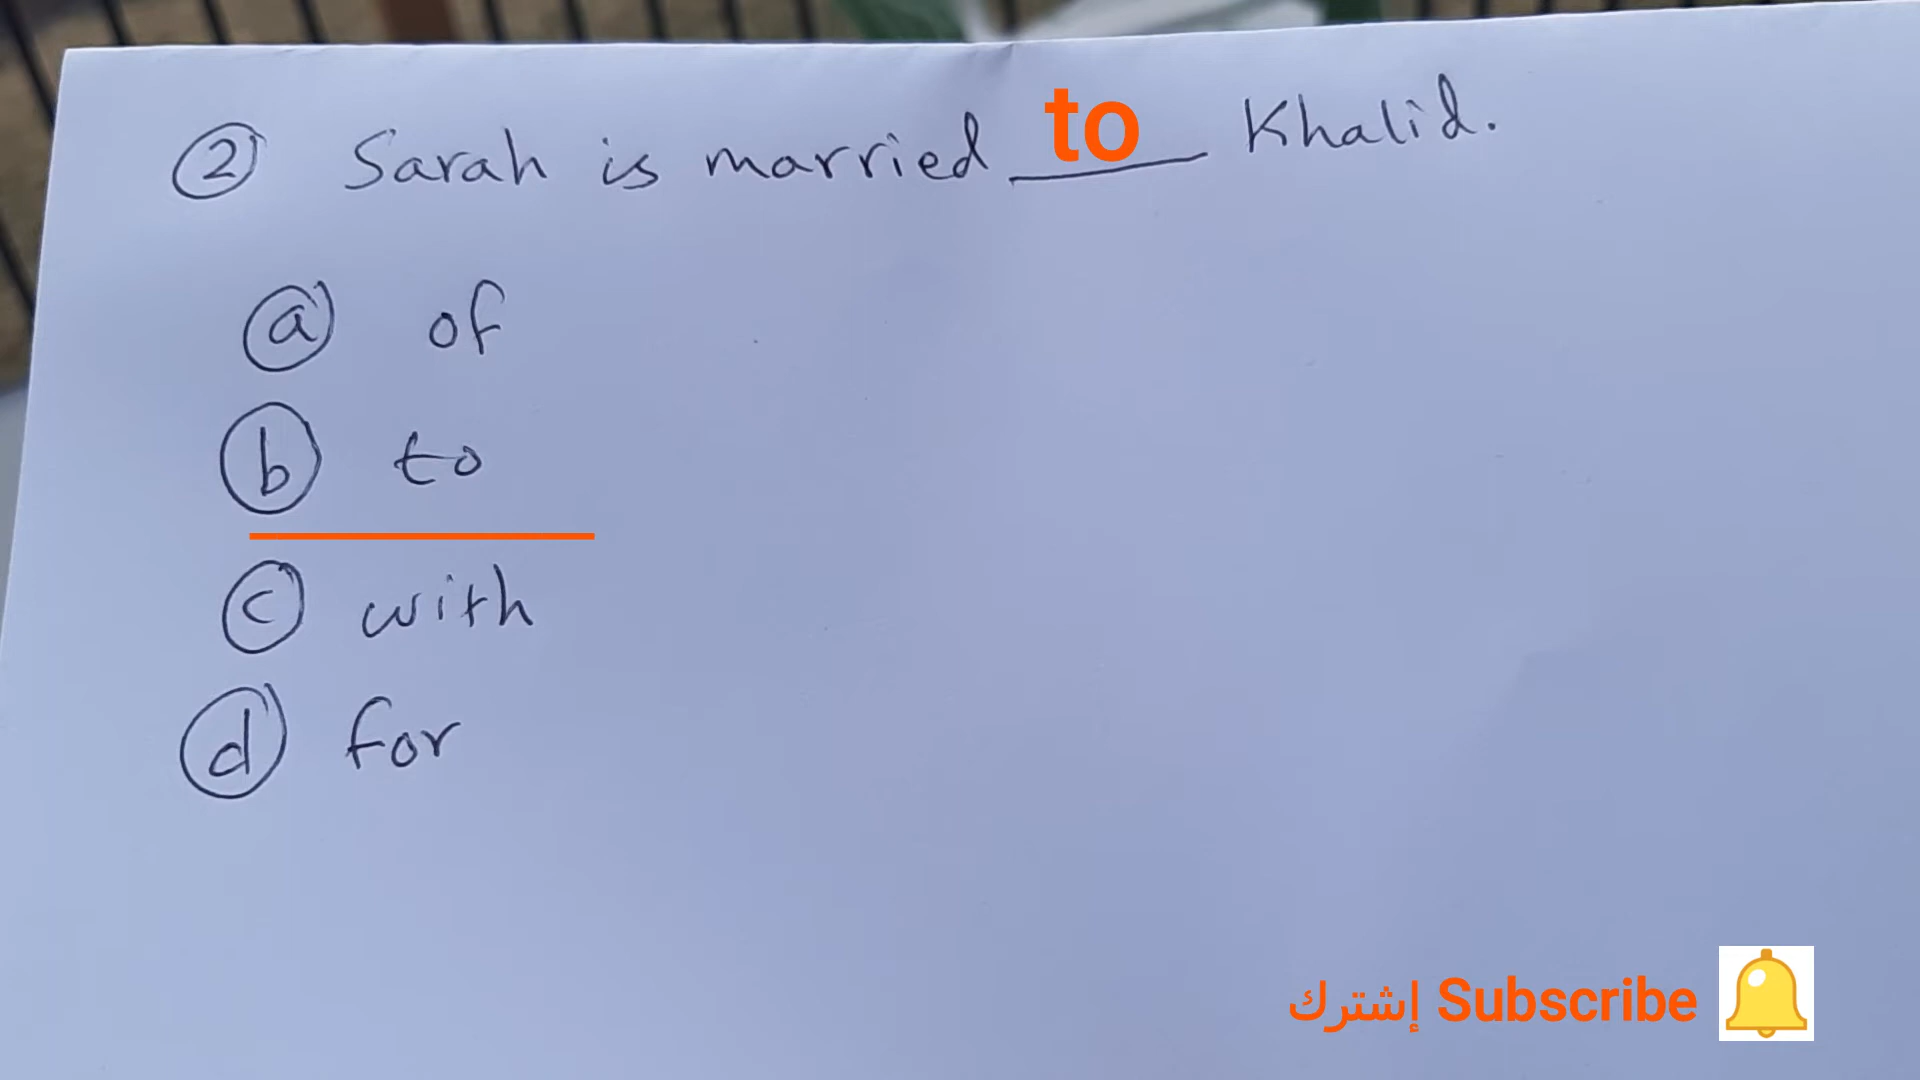 ② Sarah is married to Khalid.
ⓐ of
ⓑ to
ⓒ with
ⓓ for
إشترك Subscribe